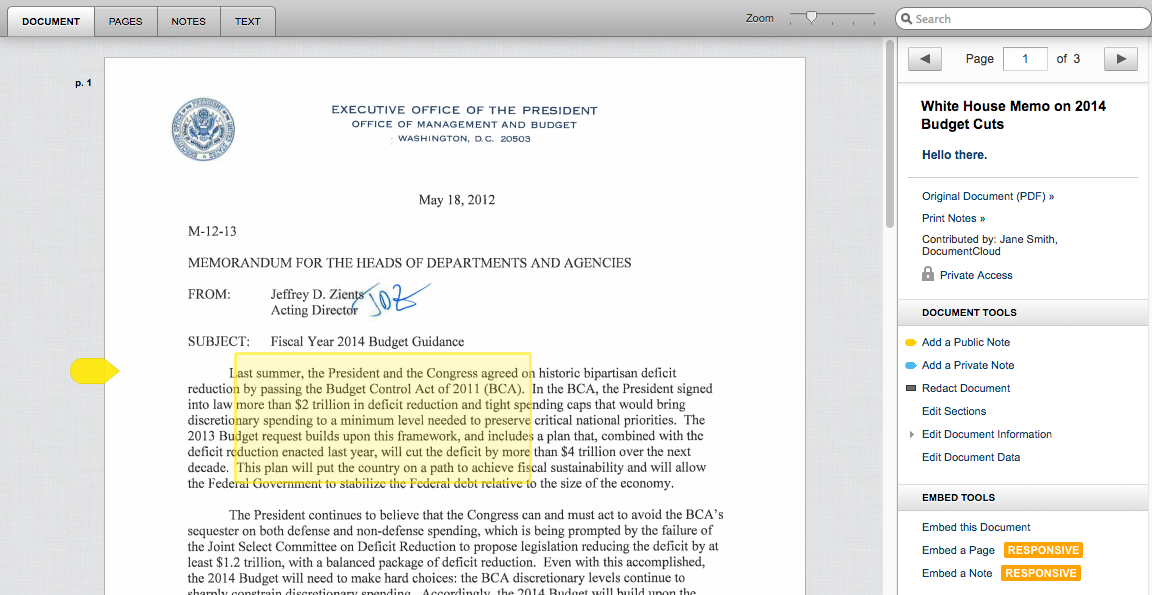 DOCUMENT PAGES NOTES TEXT Zoom Search
p. 1
EXECUTIVE OFFICE OF THE PRESIDENT
OFFICE OF MANAGEMENT AND BUDGET
WASHINGTON, D.C. 20503
May 18, 2012
M-12-13
MEMORANDUM FOR THE HEADS OF DEPARTMENTS AND AGENCIES
FROM: Jeffrey D. Zients
Acting Director
SUBJECT: Fiscal Year 2014 Budget Guidance
Last summer, the President and the Congress agreed on historic bipartisan deficit
reduction by passing the Budget Control Act of 2011 (BCA). In the BCA, the President signed
into law more than $2 trillion in deficit reduction and tight spending caps that would bring
discretionary spending to a minimum level needed to preserve critical national priorities. The
2013 Budget request builds upon this framework, and includes a plan that, combined with the
deficit reduction enacted last year, will cut the deficit by more than $4 trillion over the next
decade. This plan will put the country on a path to achieve fiscal sustainability and will allow
the Federal Government to stabilize the Federal debt relative to the size of the economy.
The President continues to believe that the Congress can and must act to avoid the BCA's
sequester on both defense and non-defense spending, which is being prompted by the failure of
the Joint Select Committee on Deficit Reduction to propose legislation reducing the deficit by at
least $1.2 trillion, with a balanced package of deficit reduction. Even with this accomplished,
the 2014 Budget will need to make hard choices: the BCA discretionary levels continue to
sharply constrain discretionary spending. Accordingly, the 2014 Budget will build upon the
Page 1 of 3
White House Memo on 2014
Budget Cuts
Hello there.
Original Document (PDF) »
Print Notes »
Contributed by: Jane Smith,
DocumentCloud
Private Access
DOCUMENT TOOLS
Add a Public Note
Add a Private Note
Redact Document
Edit Sections
Edit Document Information
Edit Document Data
EMBED TOOLS
Embed this Document
Embed a Page RESPONSIVE
Embed a Note RESPONSIVE